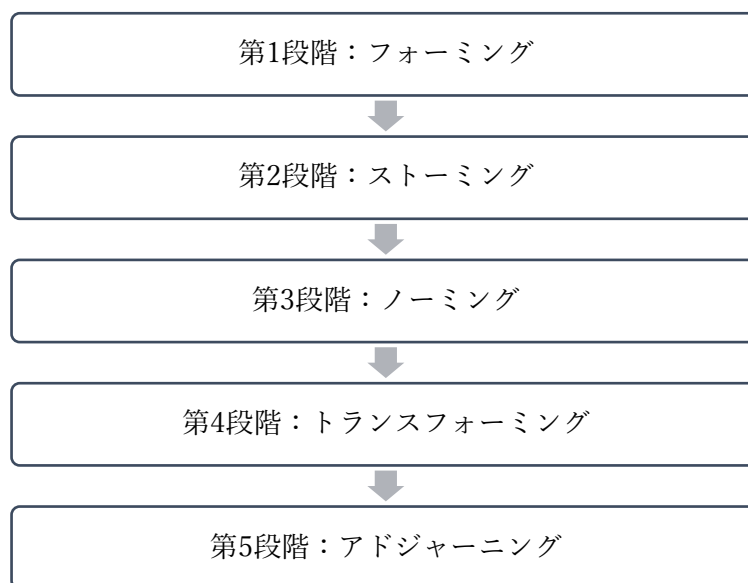 第1段階：フォーミング
第2段階：ストーミング
第3段階：ノーミング
第4段階：トランスフォーミング
第5段階：アドジャーニング